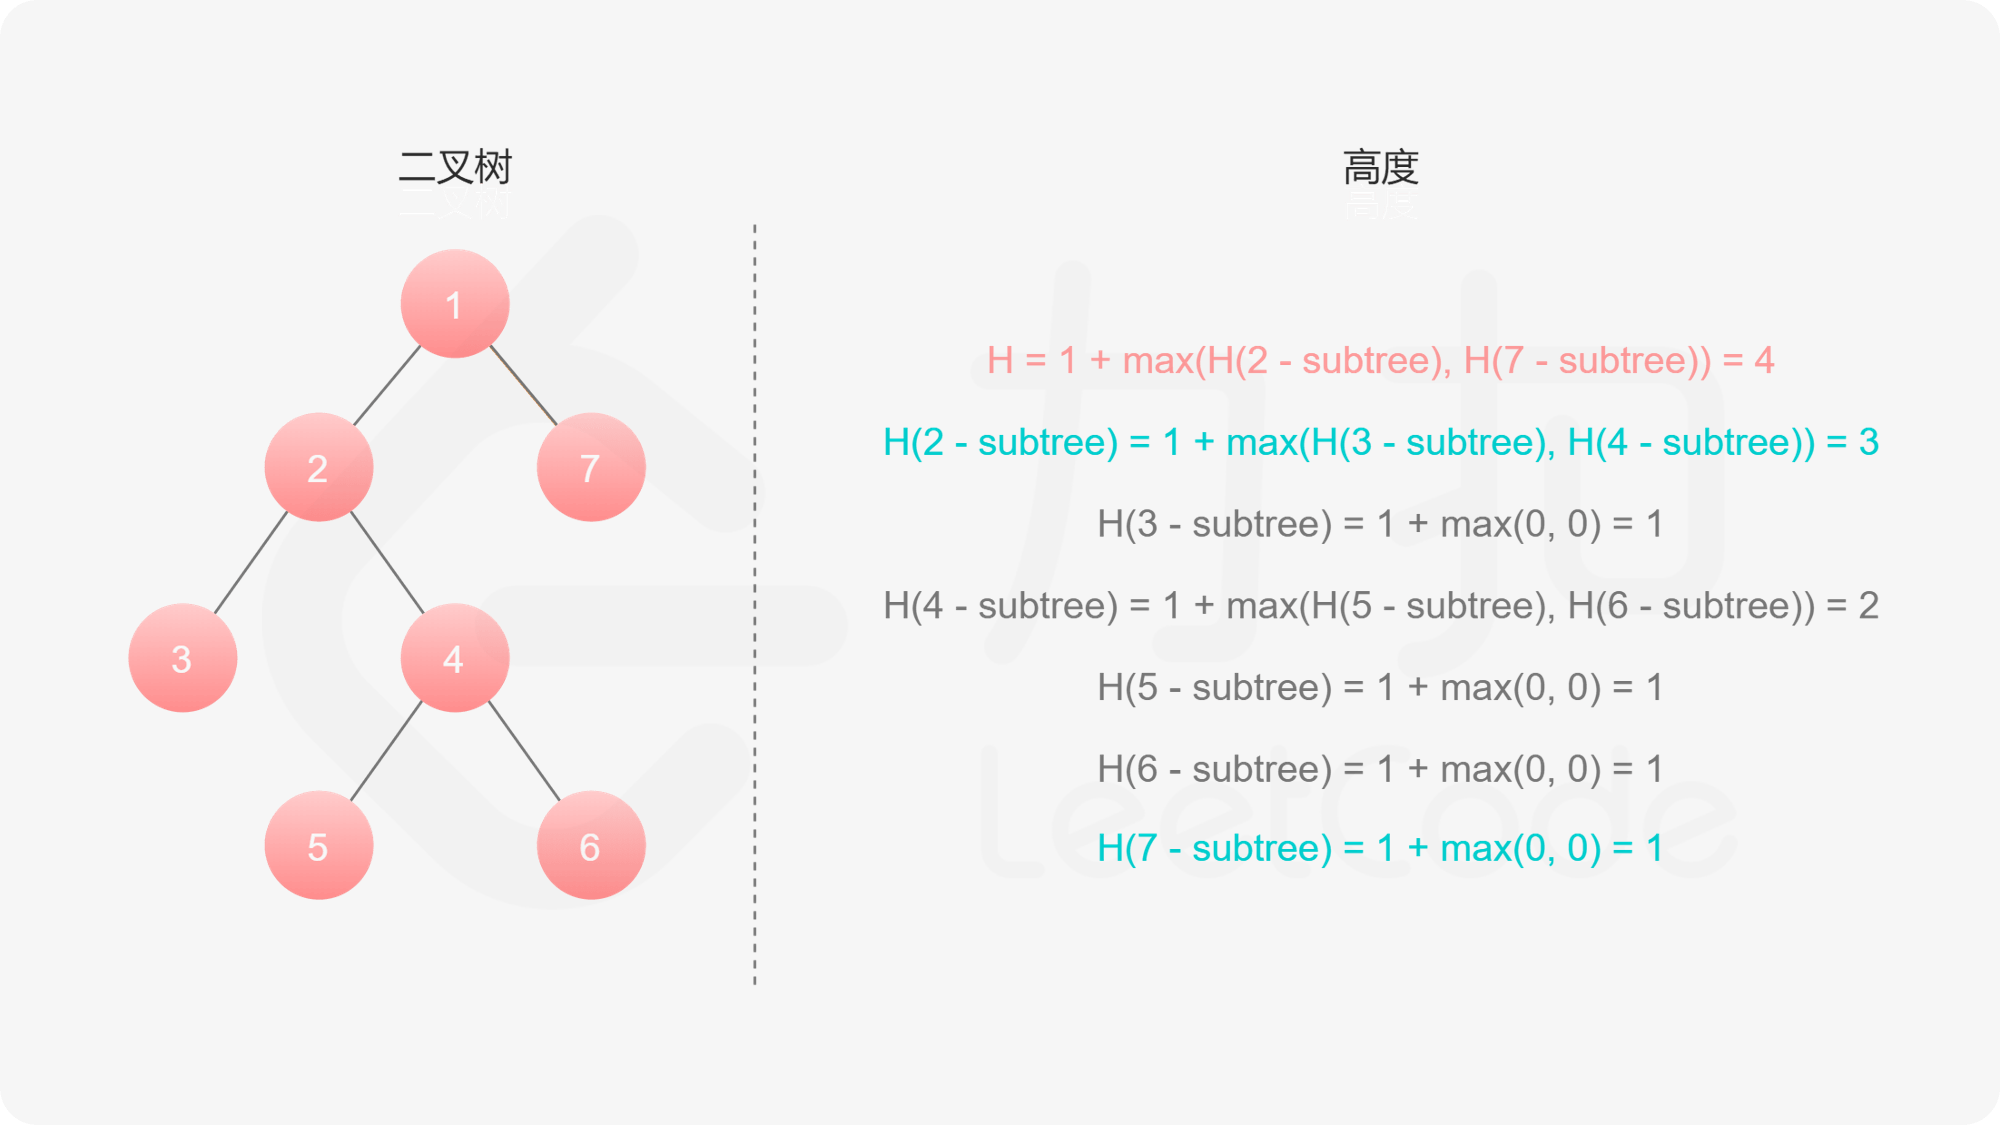 二叉树
1
2
7
3
4
5
6
高度
H = 1 + max(H(2 - subtree), H(7 - subtree)) = 4
H(2 - subtree) = 1 + max(H(3 - subtree), H(4 - subtree)) = 3
H(3 - subtree) = 1 + max(0, 0) = 1
H(4 - subtree) = 1 + max(H(5 - subtree), H(6 - subtree)) = 2
H(5 - subtree) = 1 + max(0, 0) = 1
H(6 - subtree) = 1 + max(0, 0) = 1
H(7 - subtree) = 1 + max(0, 0) = 1
力扣
LeetCode